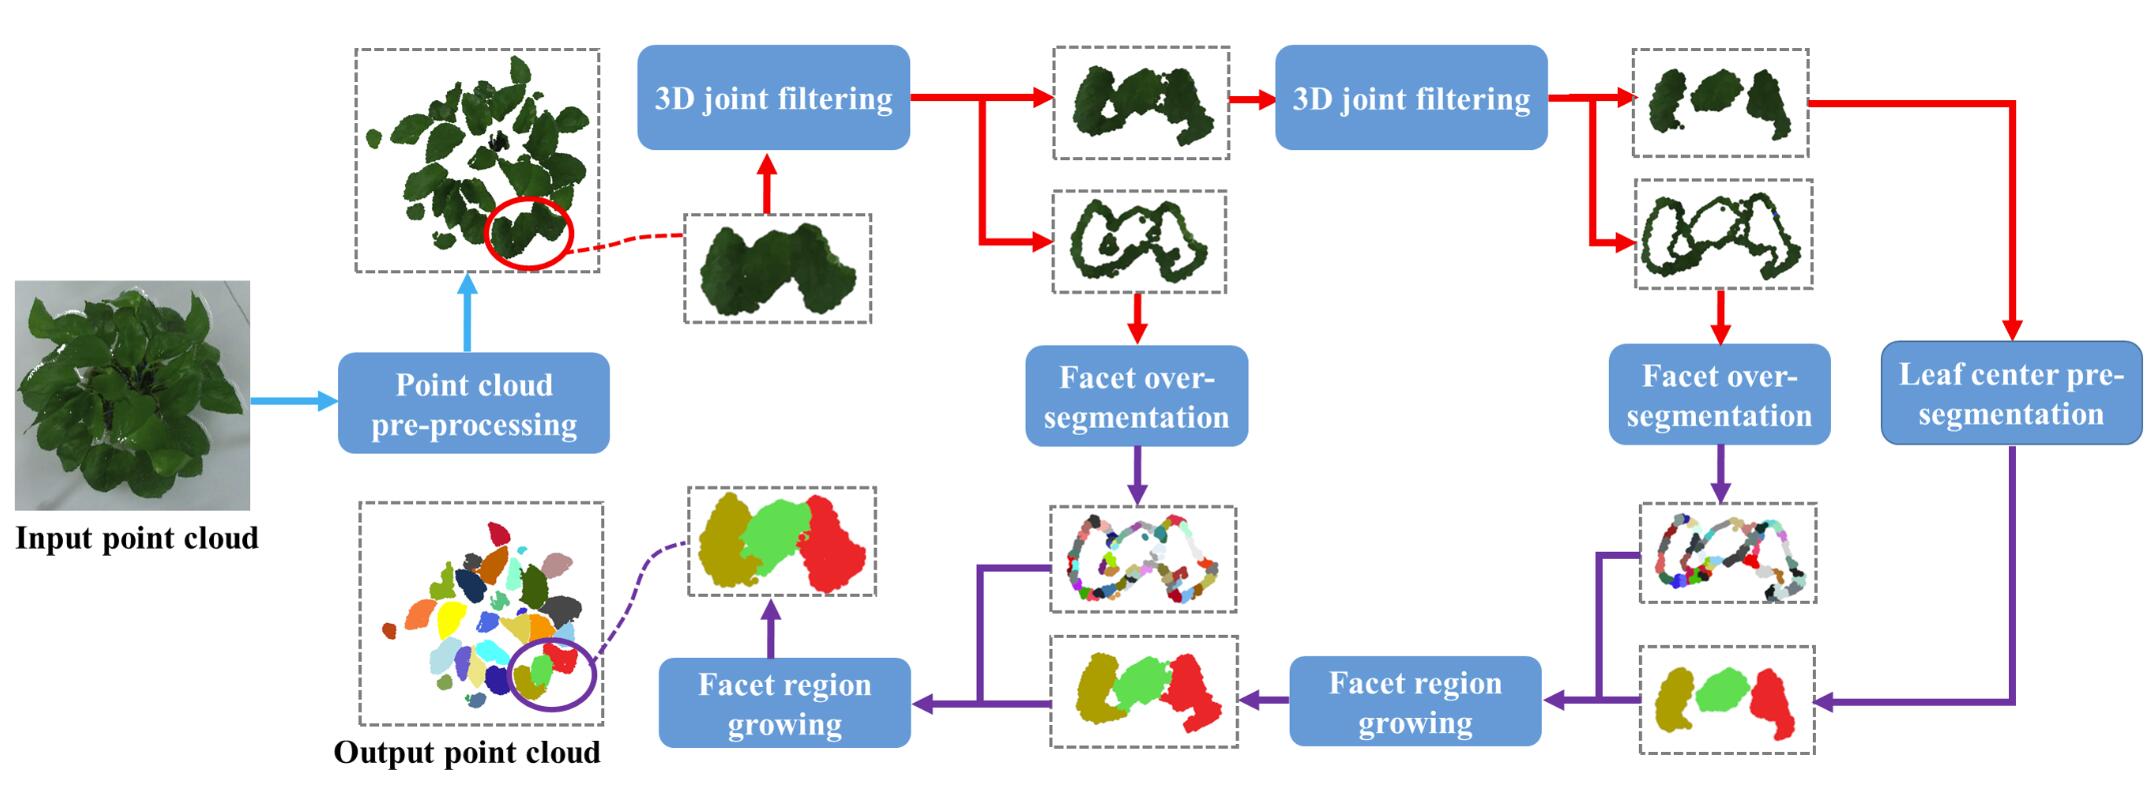 3D joint filtering
3D joint filtering
Point cloud
pre-processing
Facet over-
segmentation
Facet over-
segmentation
Leaf center pre-
segmentation
Input point cloud
Facet region
growing
Facet region
growing
Output point cloud